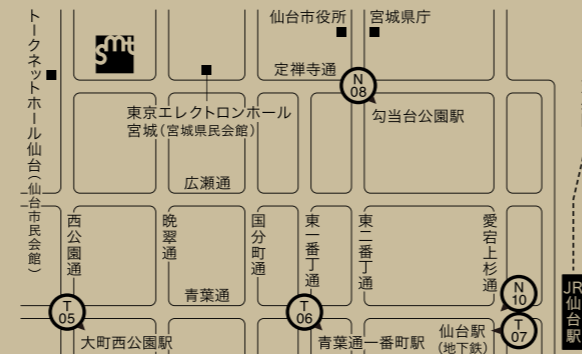 トークネットホール仙台(仙台市民会館)
smt
仙台市役所
宮城県庁
定禅寺通
N
08
勾当台公園駅
東京エレクトロンホール
宮城(宮城県民会館)
広瀬通
西公園通
晩翠通
国分町通
東一番丁通
東二番丁通
愛宕上杉通
青葉通
T
05
大町西公園駅
T
06
青葉通一番町駅
N
10
T
07
仙台駅
(地下鉄)
JR仙台駅